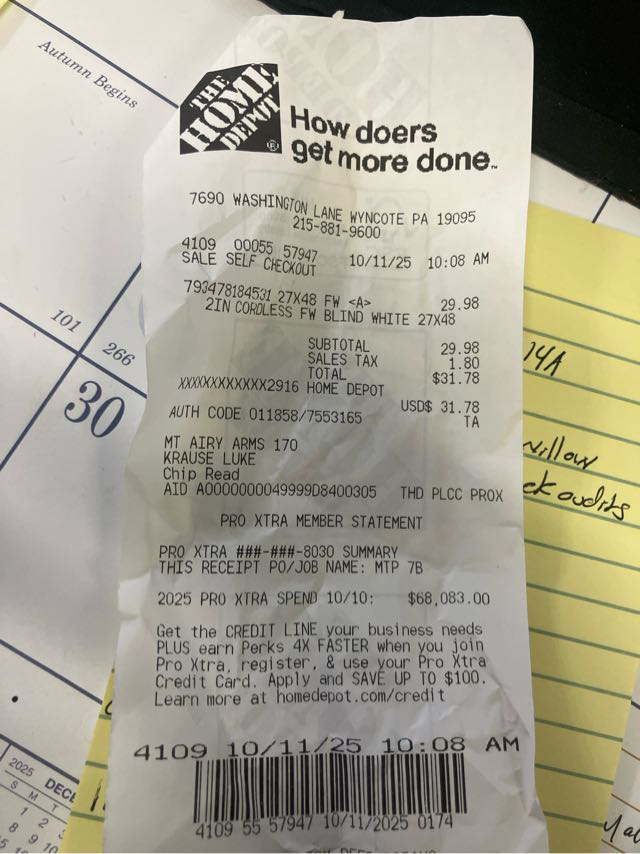 Autumn Begins
101
266
30
THE
HOME
DEPOT
®
How doers
get more done™
7690 WASHINGTON LANE WYNCOTE PA 19095
215-881-9600
4109 00055 57947 10/11/25 10:08 AM
SALE SELF CHECKOUT
793478184531 27X48 FW <A> 29.98
2IN CORDLESS FW BLIND WHITE 27X48
SUBTOTAL 29.98
SALES TAX 1.80
TOTAL $31.78
XXXXXXXXXXXX2916 HOME DEPOT
USD$ 31.78
AUTH CODE 011858/7553165 TA
MT AIRY ARMS 170
KRAUSE LUKE
Chip Read
AID A0000000049999D8400305 THD PLCC PROX
PRO XTRA MEMBER STATEMENT
PRO XTRA ###-###-8030 SUMMARY
THIS RECEIPT PO/JOB NAME: MTP 7B
2025 PRO XTRA SPEND 10/10: $68,083.00
Get the CREDIT LINE your business needs
PLUS earn Perks 4X FASTER when you join
Pro Xtra, register, & use your Pro Xtra
Credit Card. Apply and SAVE UP TO $100.
Learn more at homedepot.com/credit
4109 10/11/25 10:08 AM
4109 55 57947 10/11/2025 0174
14A
willow
ck audits
2025 DECE
S M T
1 2
8 9